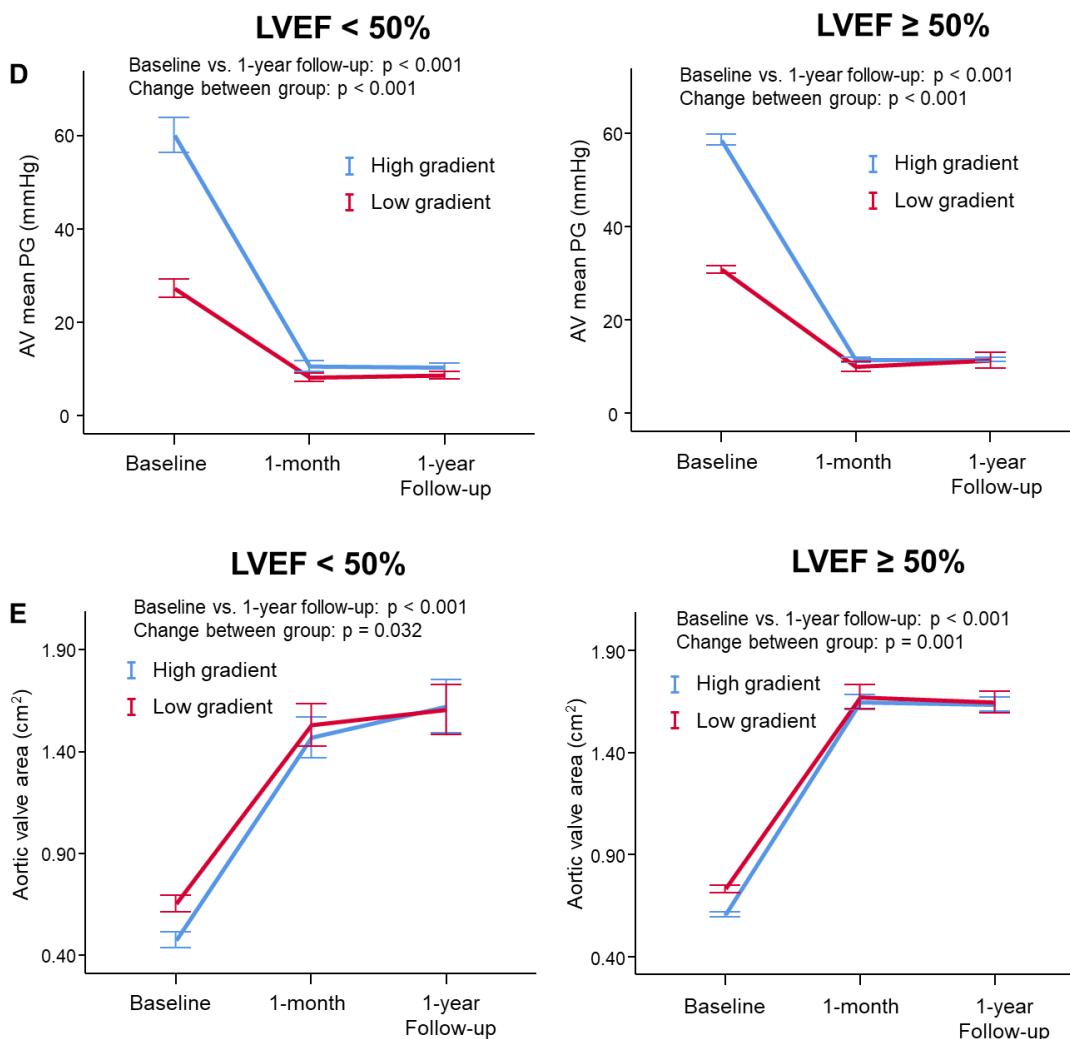 LVEF < 50%
D
Baseline vs. 1-year follow-up: p < 0.001
Change between group: p < 0.001
High gradient
Low gradient
AV mean PG (mmHg)
60
40
20
0
Baseline
1-month
1-year
Follow-up
LVEF ≥ 50%
Baseline vs. 1-year follow-up: p < 0.001
Change between group: p < 0.001
High gradient
Low gradient
AV mean PG (mmHg)
60
40
20
0
Baseline
1-month
1-year
Follow-up
LVEF < 50%
E
Baseline vs. 1-year follow-up: p < 0.001
Change between group: p = 0.032
High gradient
Low gradient
Aortic valve area (cm²)
1.90
1.40
0.90
0.40
Baseline
1-month
1-year
Follow-up
LVEF ≥ 50%
Baseline vs. 1-year follow-up: p < 0.001
Change between group: p = 0.001
High gradient
Low gradient
Aortic valve area (cm²)
1.90
1.40
0.90
0.40
Baseline
1-month
1-year
Follow-up